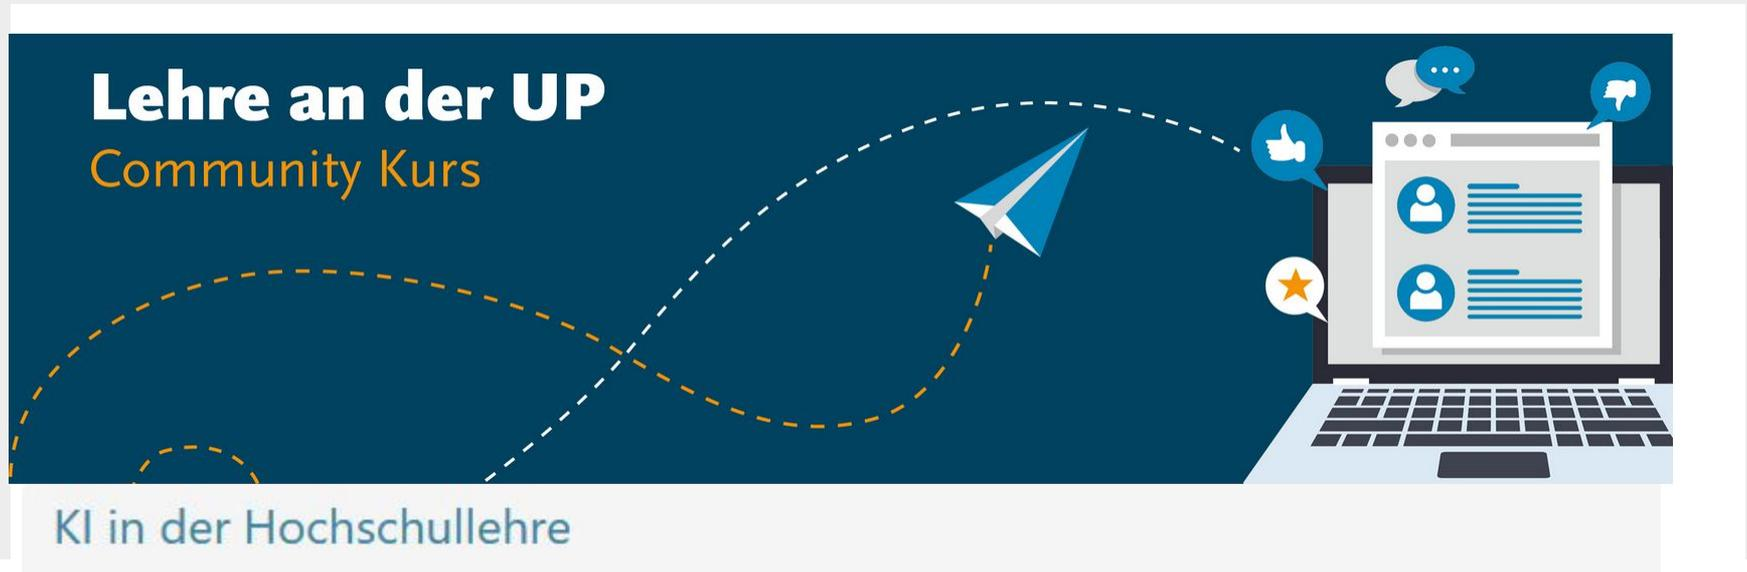 Lehre an der UP
Community Kurs
KI in der Hochschullehre